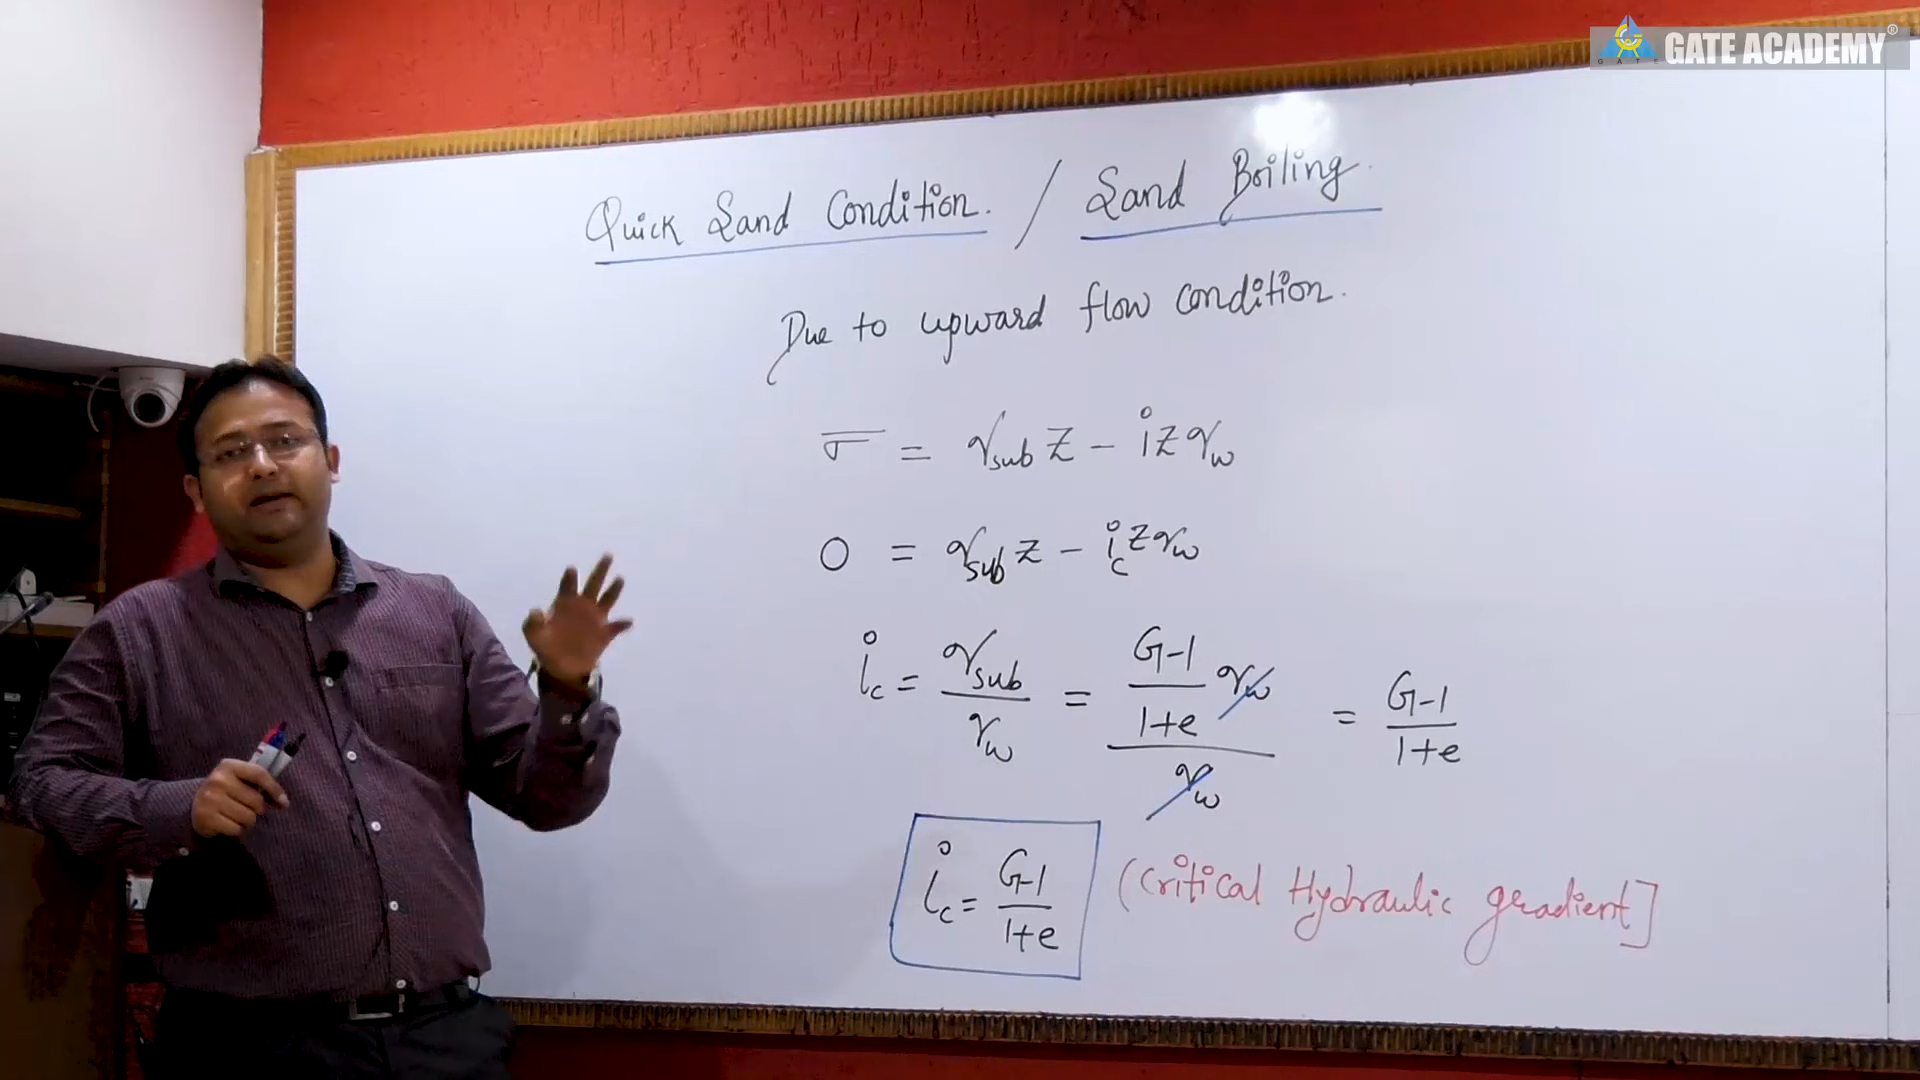 GATE ACADEMY®
GATE
Quick Sand Condition. / Sand Boiling.
Due to upward flow condition.
σ̅ = γsub Z - i Z γw
0 = γsub Z - ic Z γw
ic = γsub / γw = ((G-1)/(1+e) γw) / γw = (G-1)/(1+e)
ic = (G-1)/(1+e) (Critical Hydraulic gradient]